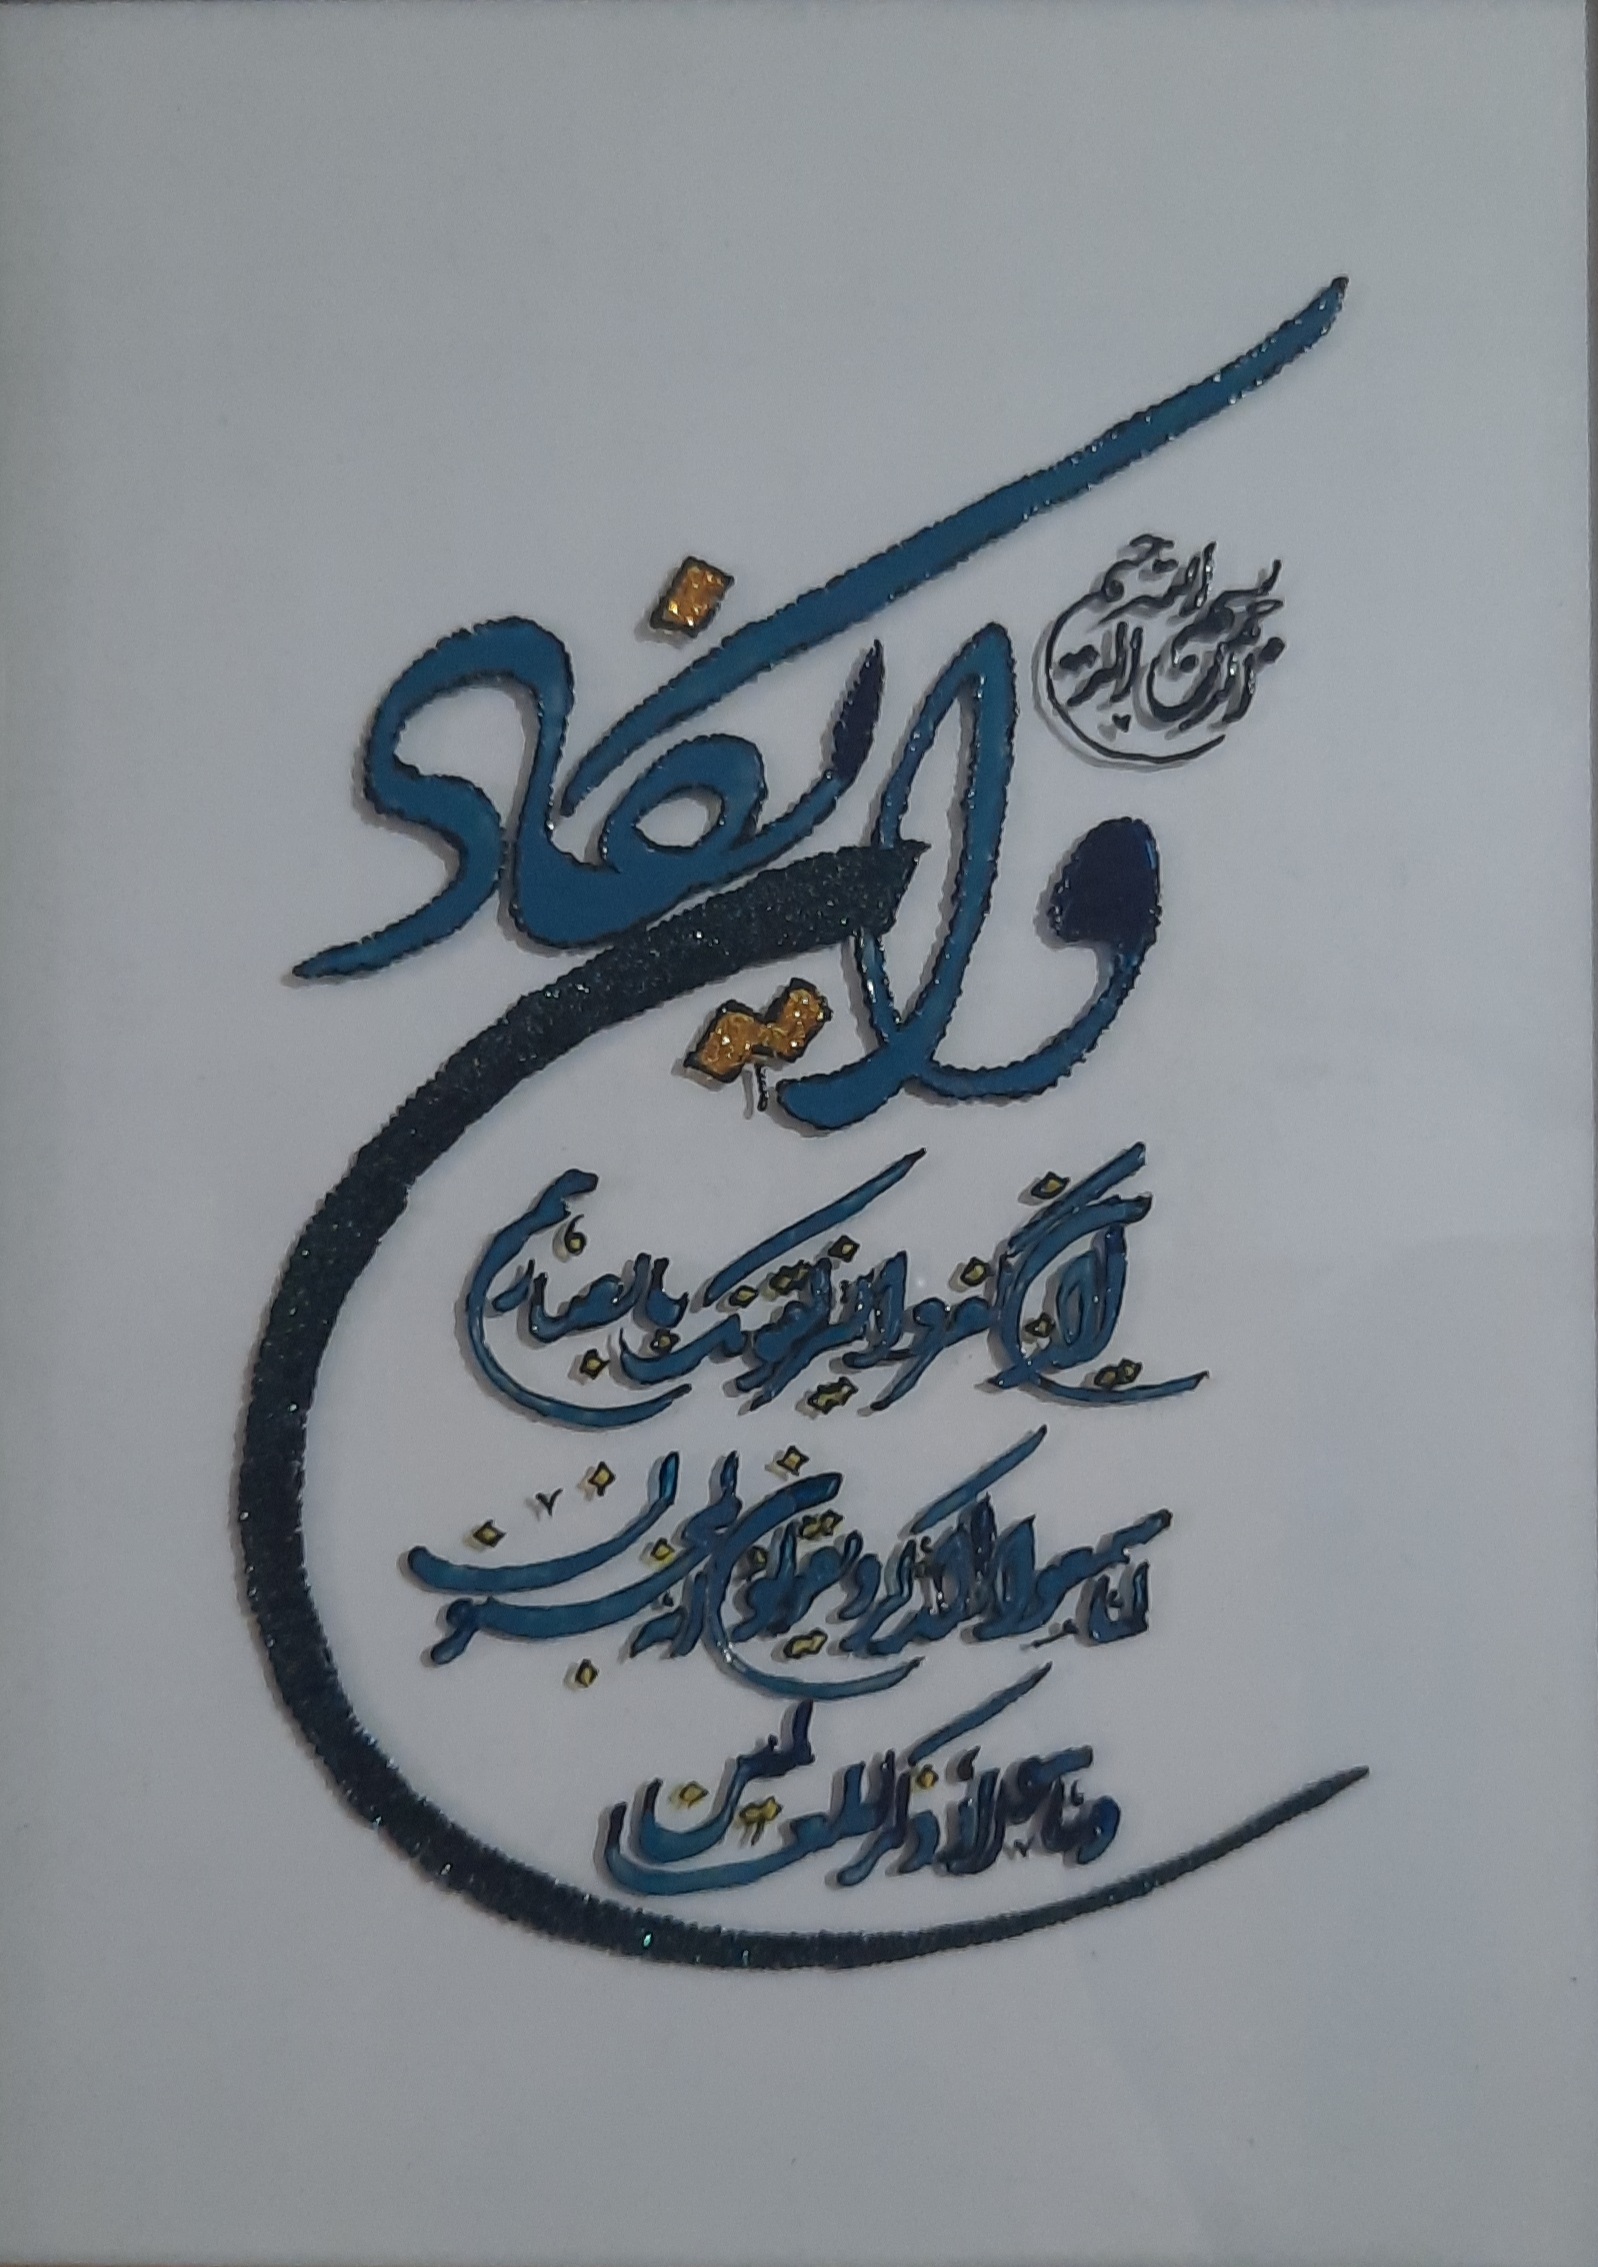 بسم الله الرحمن الرحیم
وان یکاد
الذین کفروا لیزلقونک بابصارهم
لما سمعوا الذکر و یقولون انه لمجنون
و ما هو الا ذکر للعالمین